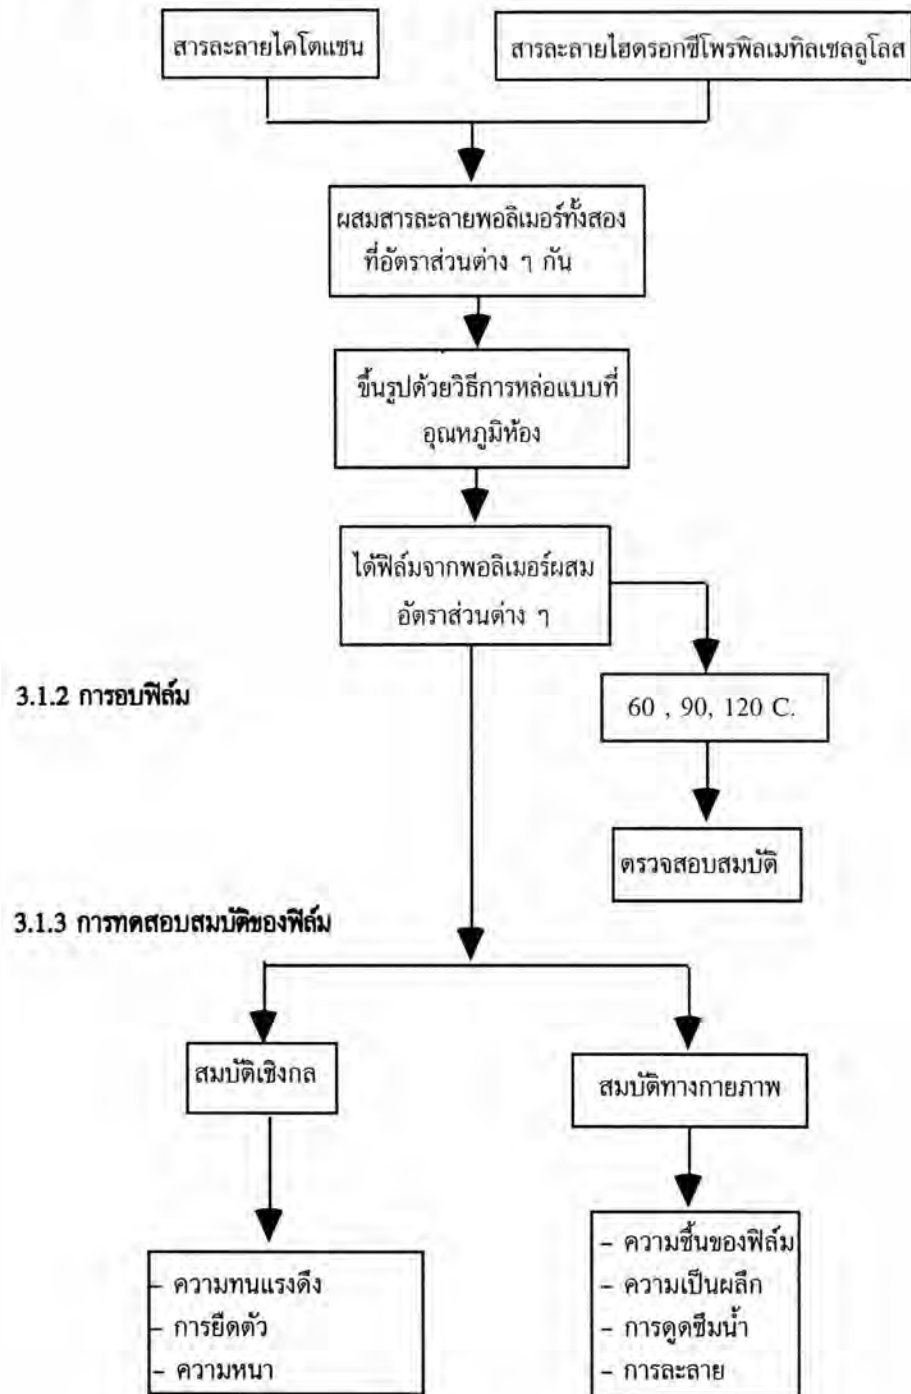 สารละลายไคโตแซน
สารละลายไฮดรอกซีโพรพิลเมทิลเซลลูโลส
ผสมสารละลายพอลิเมอร์ทั้งสอง
ที่อัตราส่วนต่าง ๆ กัน
ขึ้นรูปด้วยวิธีการหล่อแบบที่
อุณหภูมิห้อง
ได้ฟิล์มจากพอลิเมอร์ผสม
อัตราส่วนต่าง ๆ
3.1.2 การอบฟิล์ม
60 , 90, 120 C.
ตรวจสอบสมบัติ
3.1.3 การทดสอบสมบัติของฟิล์ม
สมบัติเชิงกล
สมบัติทางกายภาพ
– ความทนแรงดึง
– การยืดตัว
– ความหนา
– ความชื้นของฟิล์ม
– ความเป็นผลึก
– การดูดซึมน้ำ
– การละลาย